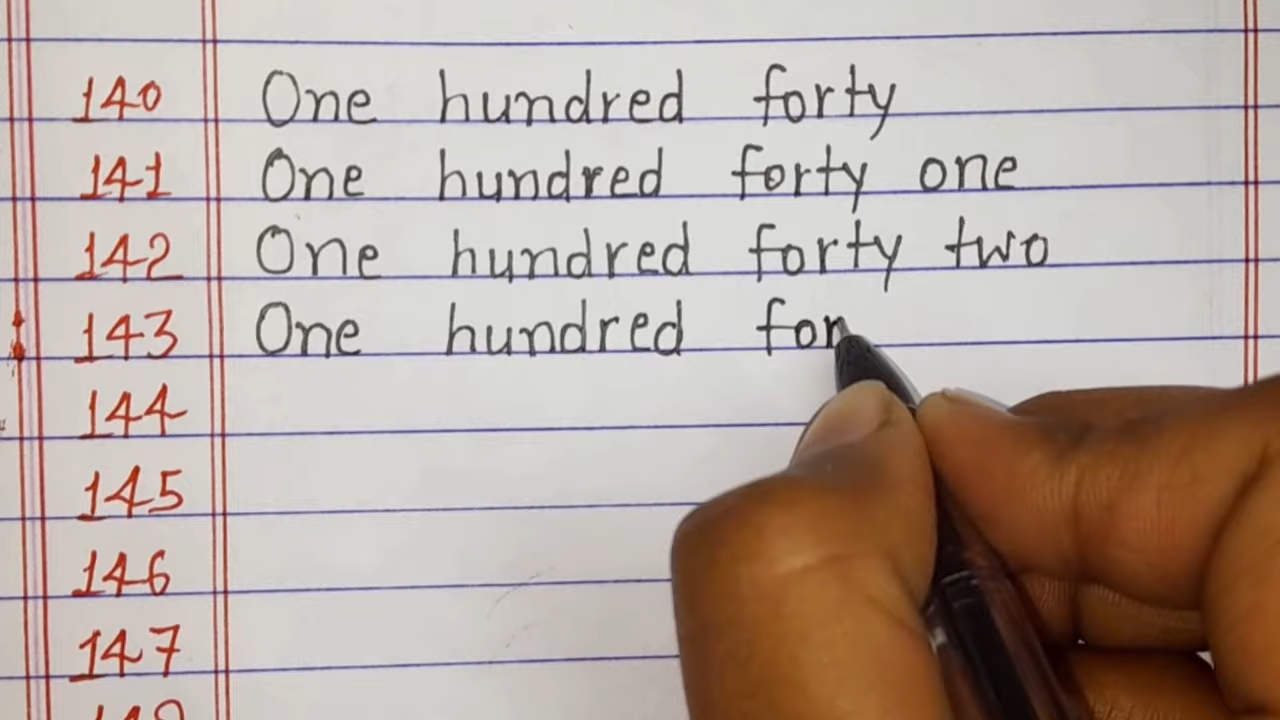 140 One hundred forty
141 One hundred forty one
142 One hundred forty two
143 One hundred for
144
145
146
147